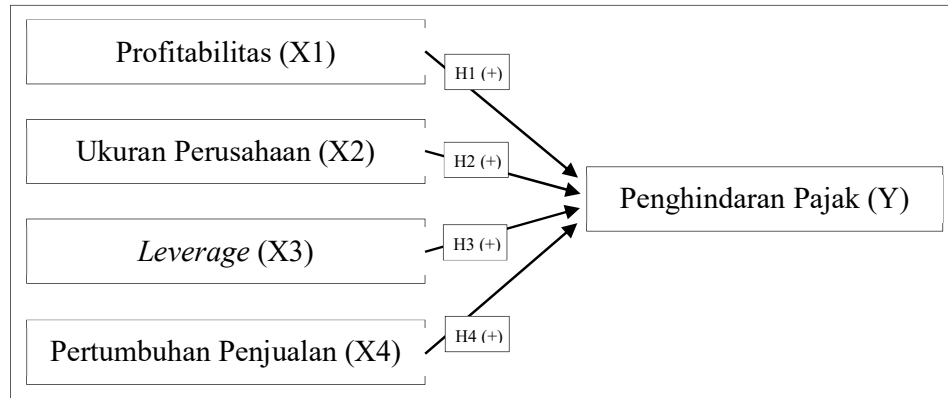 Profitabilitas (X1)
H1 (+)
Ukuran Perusahaan (X2)
H2 (+)
Penghindaran Pajak (Y)
Leverage (X3)
H3 (+)
Pertumbuhan Penjualan (X4)
H4 (+)